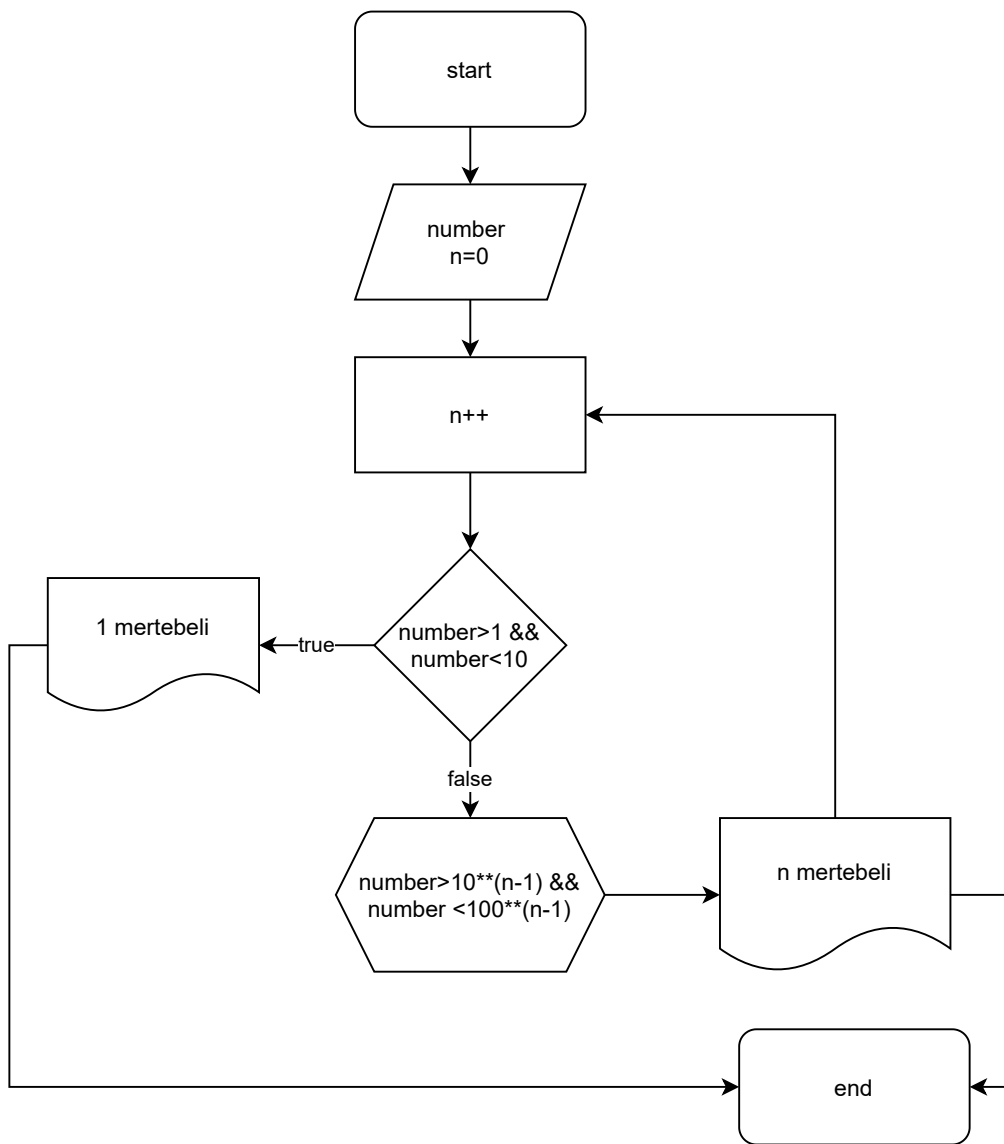 start
number
n=0
n++
number>1 &&
number<10
true
1 mertebeli
false
number>10**(n-1) &&
number <100**(n-1)
n mertebeli
end